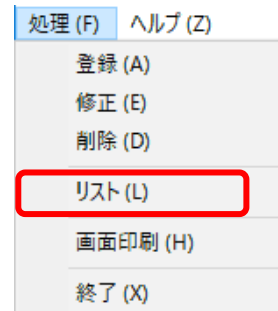 処理 (F) ヘルプ (Z)
登録 (A)
修正 (E)
削除 (D)
リスト (L)
画面印刷 (H)
終了 (X)